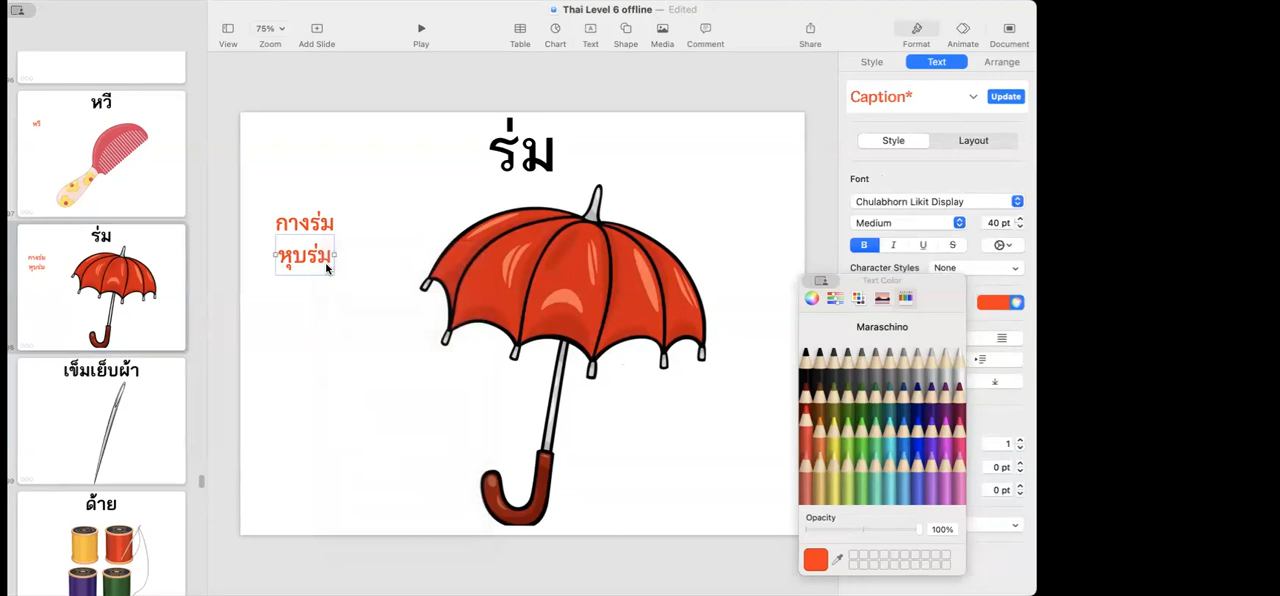 Thai Level 6 offline — Edited
View
75%
Zoom
Add Slide
Play
Table
Chart
Text
Shape
Media
Comment
Share
Format
Animate
Document
หวี
หวี
ร่ม
กางร่ม
หุบร่ม
เข็มเย็บผ้า
ด้าย
ร่ม
กางร่ม
หุบร่ม
Style
Text
Arrange
Caption*
Update
Style
Layout
Font
Chulabhorn Likit Display
Medium
40 pt
B I U S
Character Styles
None
Text Color
Maraschino
1
0 pt
0 pt
Opacity
100%